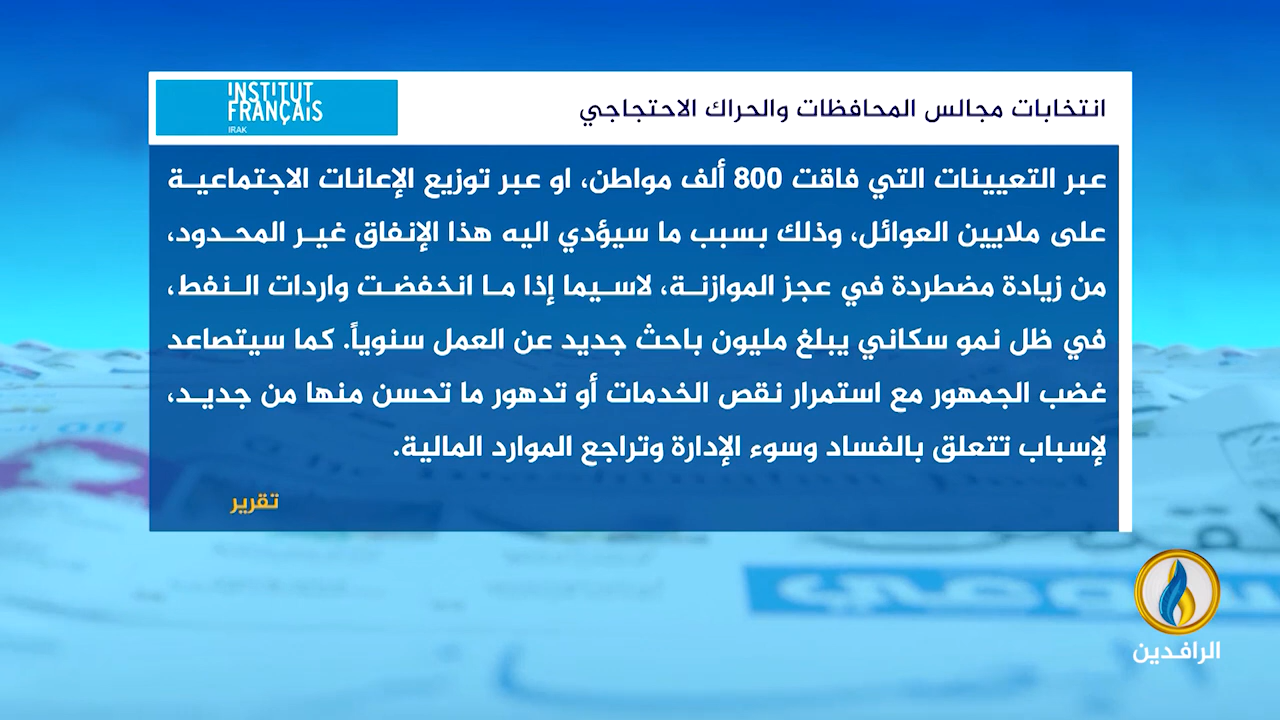 INSTITUT
FRANÇAIS
IRAK
انتخابات مجالس المحافظات والحراك الاحتجاجي
عبر التعيينات التي فاقت 800 ألف مواطن، او عبر توزيع الإعانات الاجتماعيـة
على ملايين العوائل، وذلك بسبب ما سيؤدي اليه هذا الإنفاق غيـر المحـدود،
من زيادة مضطردة في عجز الموازنـة، لاسيما إذا مـا انخفضـت واردات الـنفط،
في ظل نمو سكاني يبلغ مليون باحث جديد عن العمل سنوياً. كما سيتصاعد
غضب الجمهور مع استمرار نقص الخدمات أو تدهور ما تحسن منها من جديـد،
لإسباب تتعلق بالفساد وسوء الإدارة وتراجع الموارد المالية.
تقرير
الرافدين